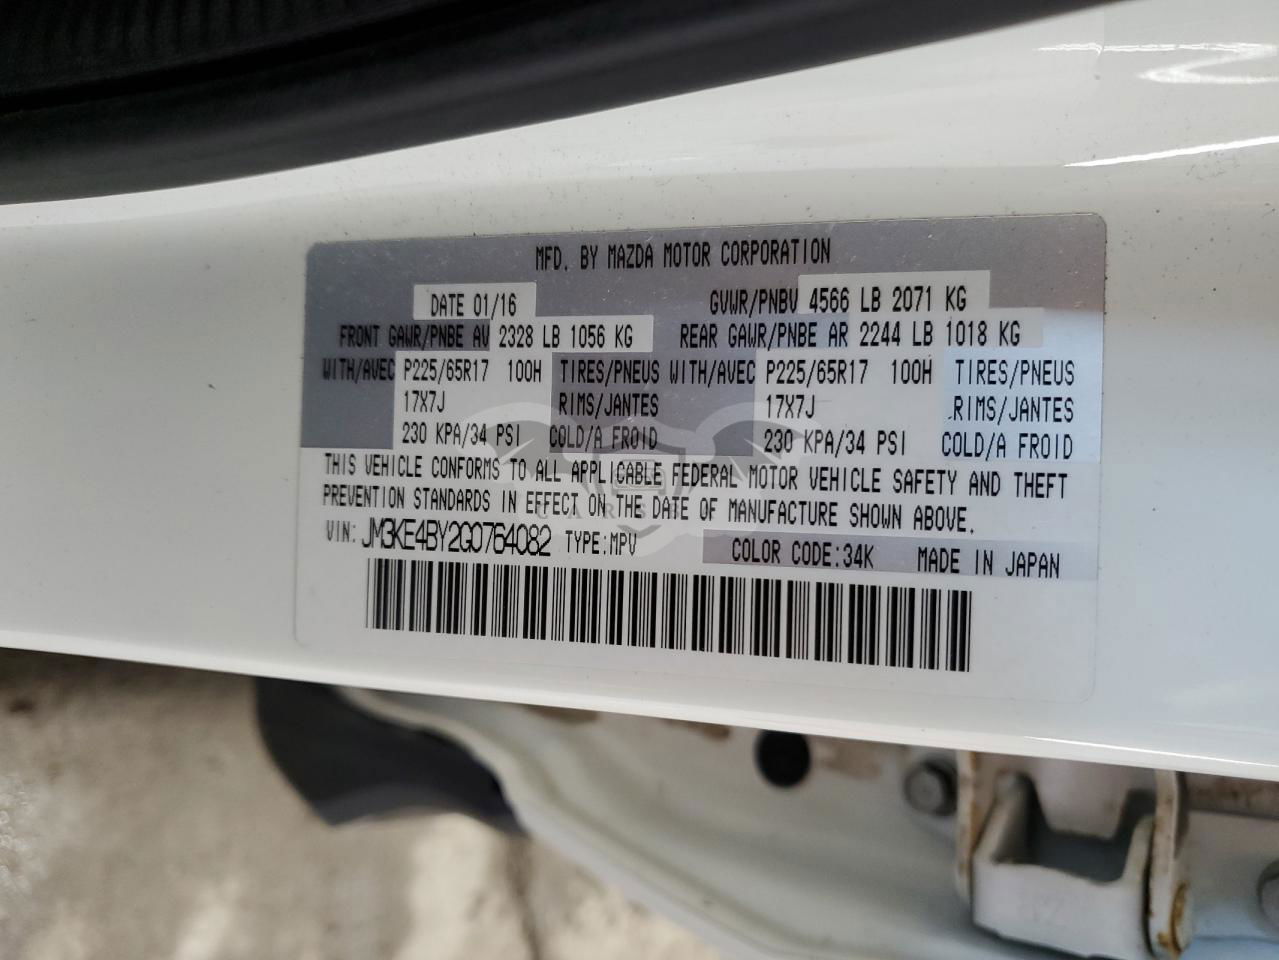 MFD. BY MAZDA MOTOR CORPORATION
DATE 01/16 GVWR/PNBV 4566 LB 2071 KG
FRONT GAWR/PNBE AV 2328 LB 1056 KG REAR GAWR/PNBE AR 2244 LB 1018 KG
WITH/AVEC P225/65R17 100H TIRES/PNEUS WITH/AVEC P225/65R17 100H TIRES/PNEUS
17X7J RIMS/JANTES 17X7J RIMS/JANTES
230 KPA/34 PSI COLD/A FROID 230 KPA/34 PSI COLD/A FROID
THIS VEHICLE CONFORMS TO ALL APPLICABLE FEDERAL MOTOR VEHICLE SAFETY AND THEFT
PREVENTION STANDARDS IN EFFECT ON THE DATE OF MANUFACTURE SHOWN ABOVE.
VIN: JM3KE4BY2G0764082 TYPE:MPV COLOR CODE:34K MADE IN JAPAN